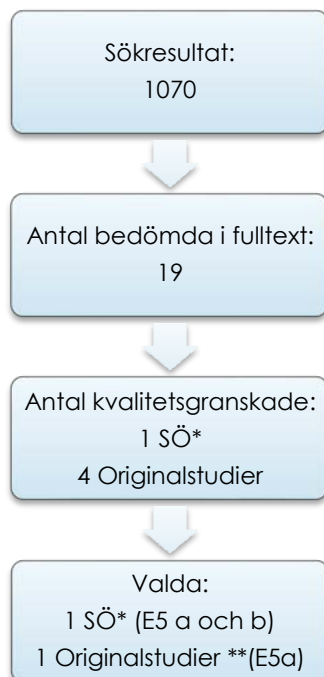 Sökresultat:
1070
Antal bedömda i fulltext:
19
Antal kvalitetsgranskade:
1 SÖ*
4 Originalstudier
Valda:
1 SÖ* (E5 a och b)
1 Originalstudier **(E5a)